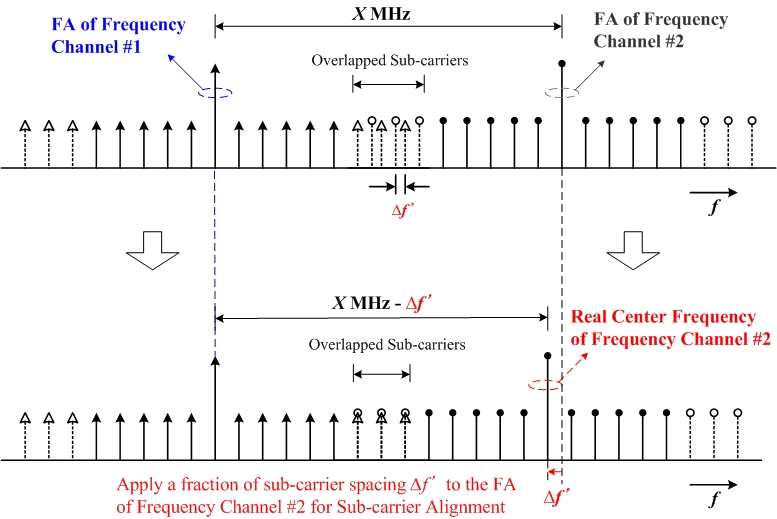 X MHz
FA of Frequency
Channel #1
FA of Frequency
Channel #2
Overlapped Sub-carriers
Δf'
f
X MHz - Δf'
Real Center Frequency
of Frequency Channel #2
Overlapped Sub-carriers
Apply a fraction of sub-carrier spacing Δf' to the FA
of Frequency Channel #2 for Sub-carrier Alignment
Δf'
f